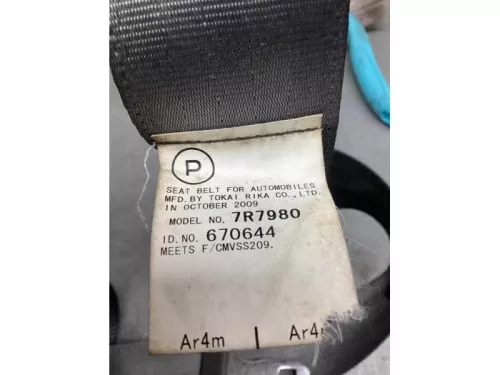 P
SEAT BELT FOR AUTOMOBILES
MFD. BY TOKAI RIKA CO., LTD.
IN OCTOBER 2009
MODEL NO. 7R7980
ID. NO. 670644
MEETS F/CMVSS209.
Ar4m | Ar4